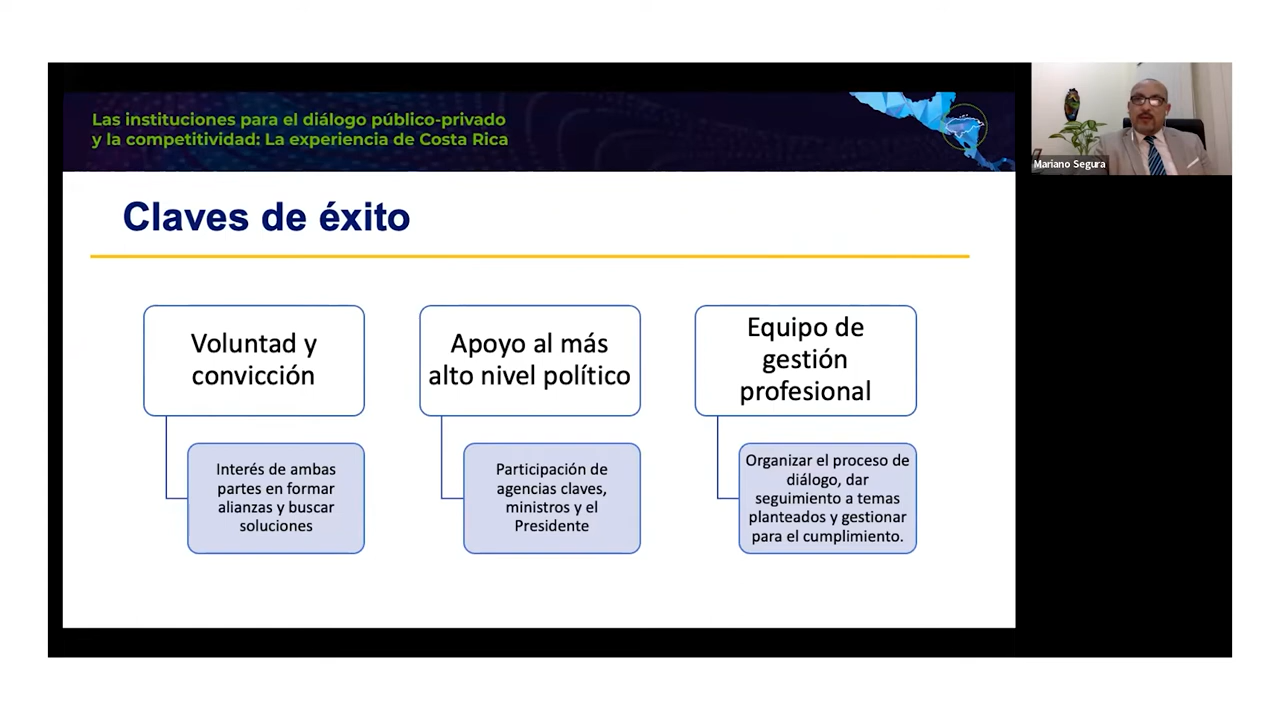 Las instituciones para el diálogo público-privado
y la competitividad: La experiencia de Costa Rica
Mariano Segura
Claves de éxito
Voluntad y
convicción
Interés de ambas
partes en formar
alianzas y buscar
soluciones
Apoyo al más
alto nivel político
Participación de
agencias claves,
ministros y el
Presidente
Equipo de
gestión
profesional
Organizar el proceso de
diálogo, dar
seguimiento a temas
planteados y gestionar
para el cumplimiento.